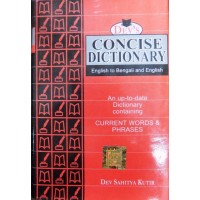 DEV'S
CONCISE
DICTIONARY
English to Bengali and English
An up-to-date
Dictionary
containing
CURRENT WORDS &
PHRASES
DEV SAHITYA KUTIR